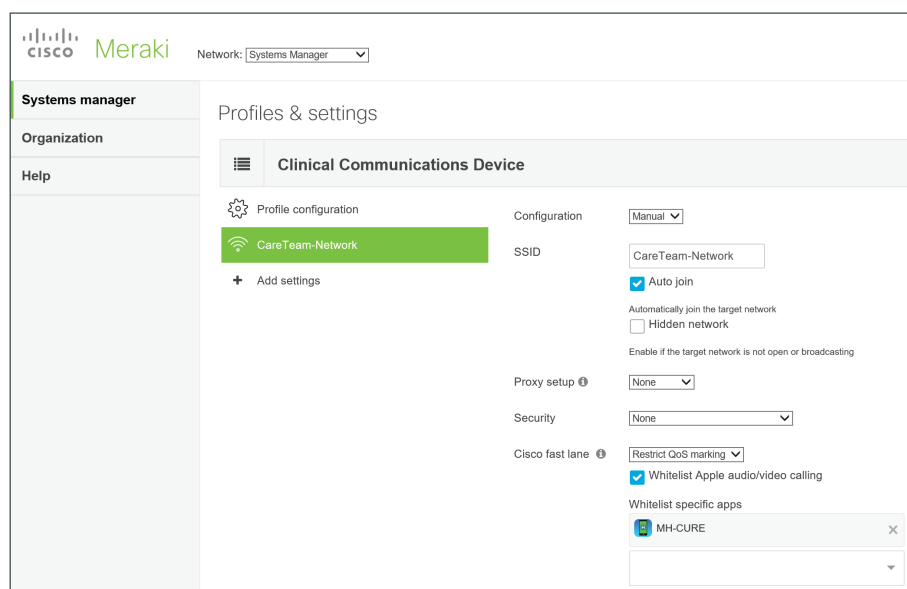 cisco Meraki
Network: Systems Manager
Systems manager
Organization
Help
Profiles & settings
Clinical Communications Device
Profile configuration
CareTeam-Network
Add settings
Configuration Manual
SSID CareTeam-Network
Auto join
Automatically join the target network
Hidden network
Enable if the target network is not open or broadcasting
Proxy setup None
Security None
Cisco fast lane Restrict QoS marking
Whitelist Apple audio/video calling
Whitelist specific apps
MH-CURE